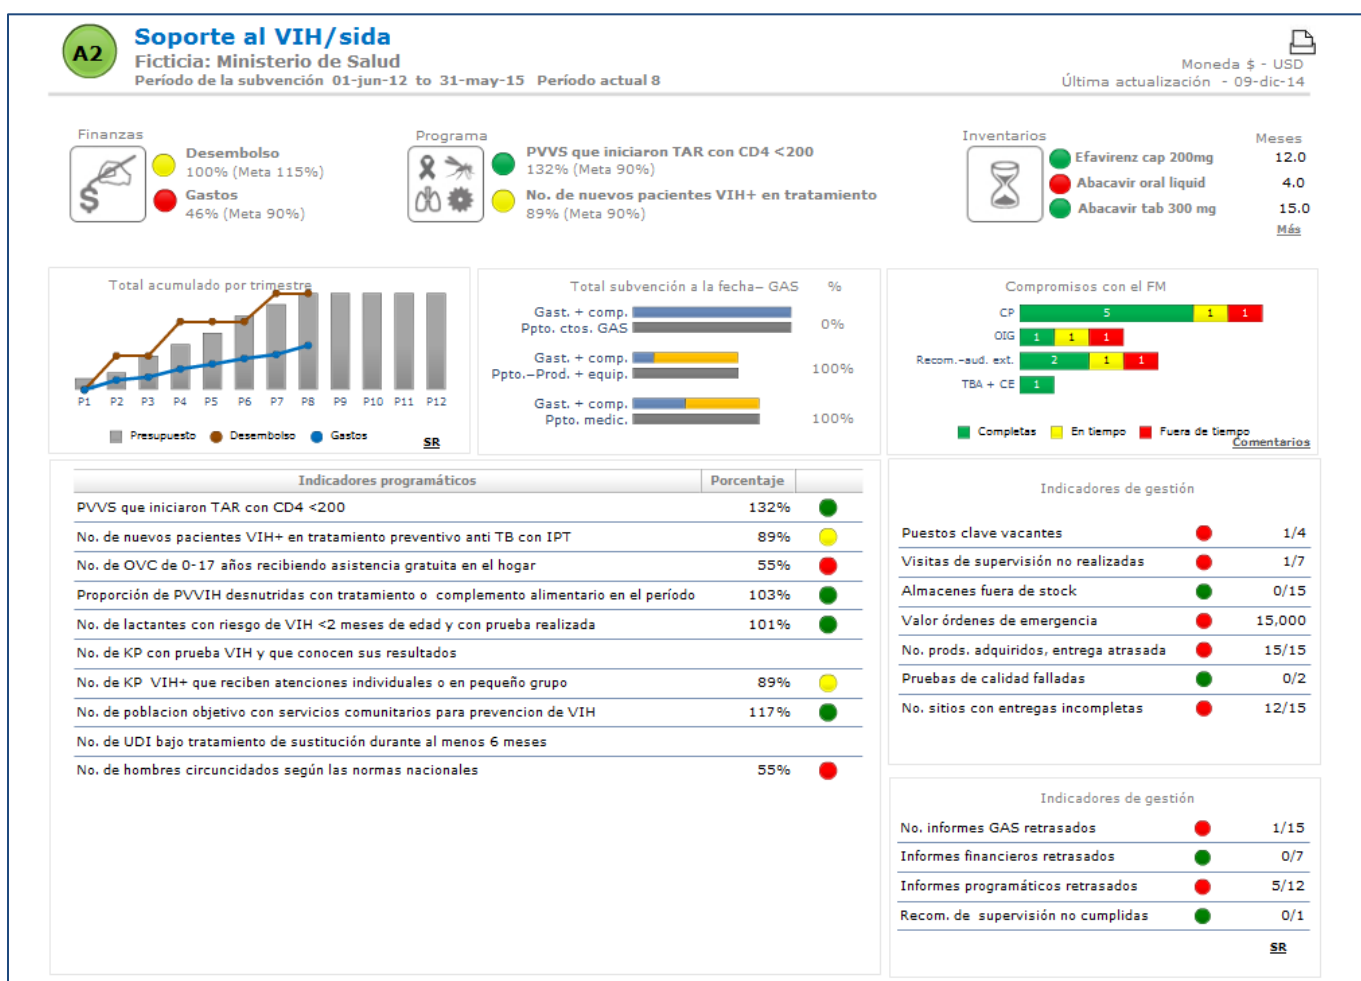 A2
Soporte al VIH/sida
Ficticia: Ministerio de Salud
Período de la subvención 01-jun-12 to 31-may-15 Período actual 8
Moneda $ - USD
Última actualización - 09-dic-14
Finanzas
Desembolso
100% (Meta 115%)
Gastos
46% (Meta 90%)
$
Programa
PVVS que iniciaron TAR con CD4 <200
132% (Meta 90%)
No. de nuevos pacientes VIH+ en tratamiento
89% (Meta 90%)
Inventarios
Meses
Efavirenz cap 200mg 12.0
Abacavir oral liquid 4.0
Abacavir tab 300 mg 15.0
Más
Total acumulado por trimestre
P1 P2 P3 P4 P5 P6 P7 P8 P9 P10 P11 P12
Presupuesto Desembolso Gastos
SR
Total subvención a la fecha– GAS %
Gast. + comp.
Ppto. ctos. GAS 0%
Gast. + comp.
Ppto.–Prod. + equip. 100%
Gast. + comp.
Ppto. medic. 100%
Compromisos con el FM
CP 5 1 1
OIG 1 1 1
Recom.-aud. ext. 2 1 1
TBA + CE 1
Completas En tiempo Fuera de tiempo
Comentarios
Indicadores programáticos Porcentaje
PVVS que iniciaron TAR con CD4 <200 132%
No. de nuevos pacientes VIH+ en tratamiento preventivo anti TB con IPT 89%
No. de OVC de 0-17 años recibiendo asistencia gratuita en el hogar 55%
Proporción de PVVIH desnutridas con tratamiento o complemento alimentario en el período 103%
No. de lactantes con riesgo de VIH <2 meses de edad y con prueba realizada 101%
No. de KP con prueba VIH y que conocen sus resultados
No. de KP VIH+ que reciben atenciones individuales o en pequeño grupo 89%
No. de poblacion objetivo con servicios comunitarios para prevencion de VIH 117%
No. de UDI bajo tratamiento de sustitución durante al menos 6 meses
No. de hombres circuncidados según las normas nacionales 55%
Indicadores de gestión
Puestos clave vacantes 1/4
Visitas de supervisión no realizadas 1/7
Almacenes fuera de stock 0/15
Valor órdenes de emergencia 15,000
No. prods. adquiridos, entrega atrasada 15/15
Pruebas de calidad falladas 0/2
No. sitios con entregas incompletas 12/15
Indicadores de gestión
No. informes GAS retrasados 1/15
Informes financieros retrasados 0/7
Informes programáticos retrasados 5/12
Recom. de supervisión no cumplidas 0/1
SR